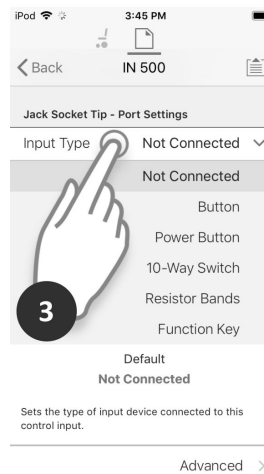 iPod 3:45 PM
Back IN 500
Jack Socket Tip - Port Settings
Input Type Not Connected
Not Connected
Button
Power Button
10-Way Switch
Resistor Bands
Function Key
3
Default
Not Connected
Sets the type of input device connected to this
control input.
Advanced